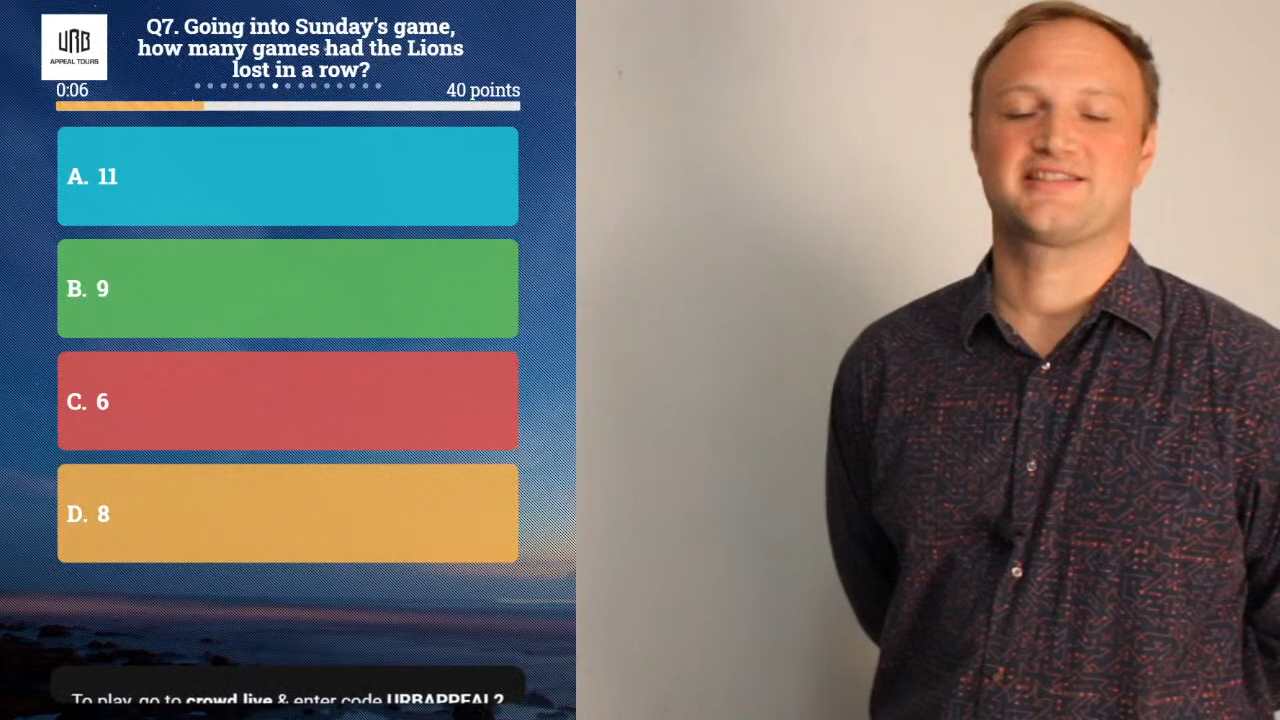 URB
APPEAL TOURS
Q7. Going into Sunday's game,
how many games had the Lions
lost in a row?
0:06
40 points
A. 11
B. 9
C. 6
D. 8
To play, go to crowd.live & enter code URBAPPEAL2